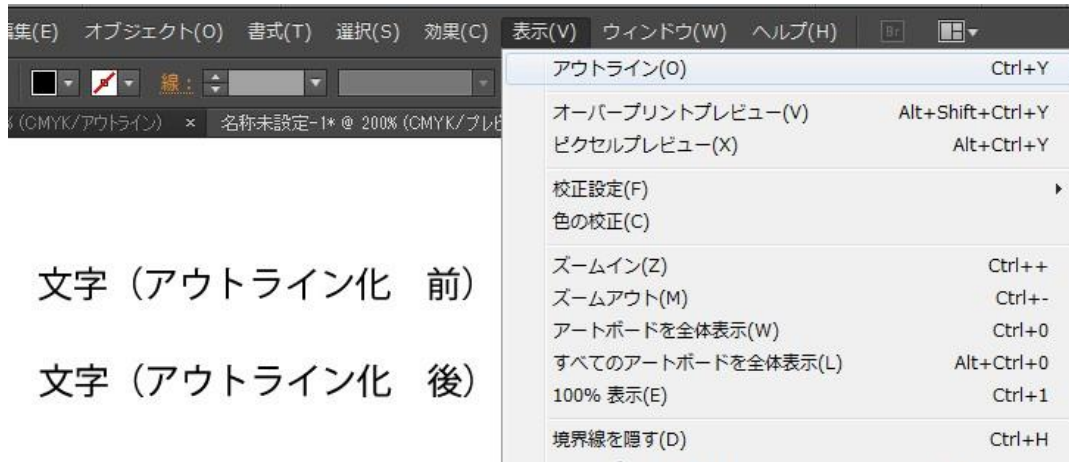 集(E) オブジェクト(O) 書式(T) 選択(S) 効果(C) 表示(V) ウィンドウ(W) ヘルプ(H) Br
線:
% (CMYK/アウトライン) × 名称未設定-1* @ 200% (CMYK/プレビ
アウトライン(O) Ctrl+Y
オーバープリントプレビュー(V) Alt+Shift+Ctrl+Y
ピクセルプレビュー(X) Alt+Ctrl+Y
校正設定(F)
色の校正(C)
ズームイン(Z) Ctrl++
ズームアウト(M) Ctrl+-
アートボードを全体表示(W) Ctrl+0
すべてのアートボードを全体表示(L) Alt+Ctrl+0
100% 表示(E) Ctrl+1
境界線を隠す(D) Ctrl+H
文字（アウトライン化　前）
文字（アウトライン化　後）